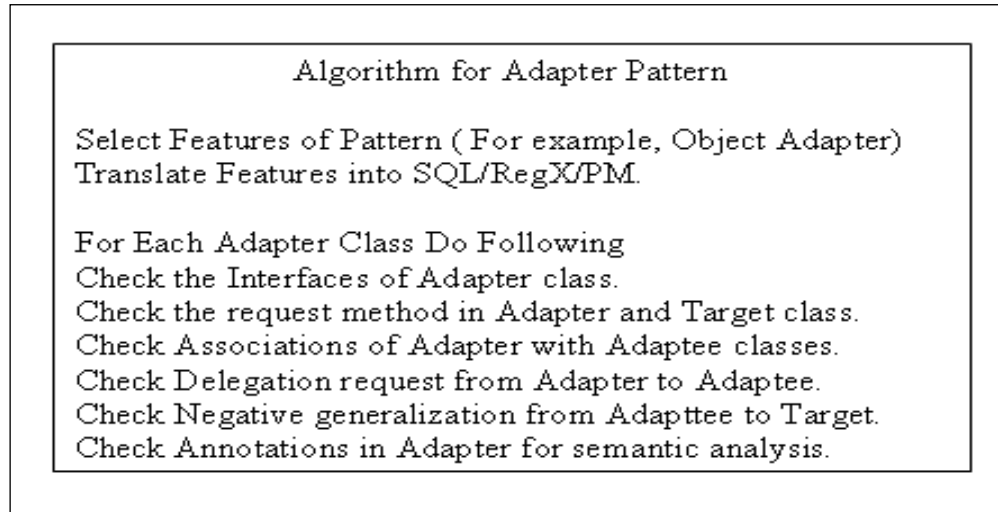 Algorithm for Adapter Pattern
Select Features of Pattern ( For example, Object Adapter)
Translate Features into SQL/RegX/PM.
For Each Adapter Class Do Following
Check the Interfaces of Adapter class.
Check the request method in Adapter and Target class.
Check Associations of Adapter with Adaptee classes.
Check Delegation request from Adapter to Adaptee.
Check Negative generalization from Adapttee to Target.
Check Annotations in Adapter for semantic analysis.